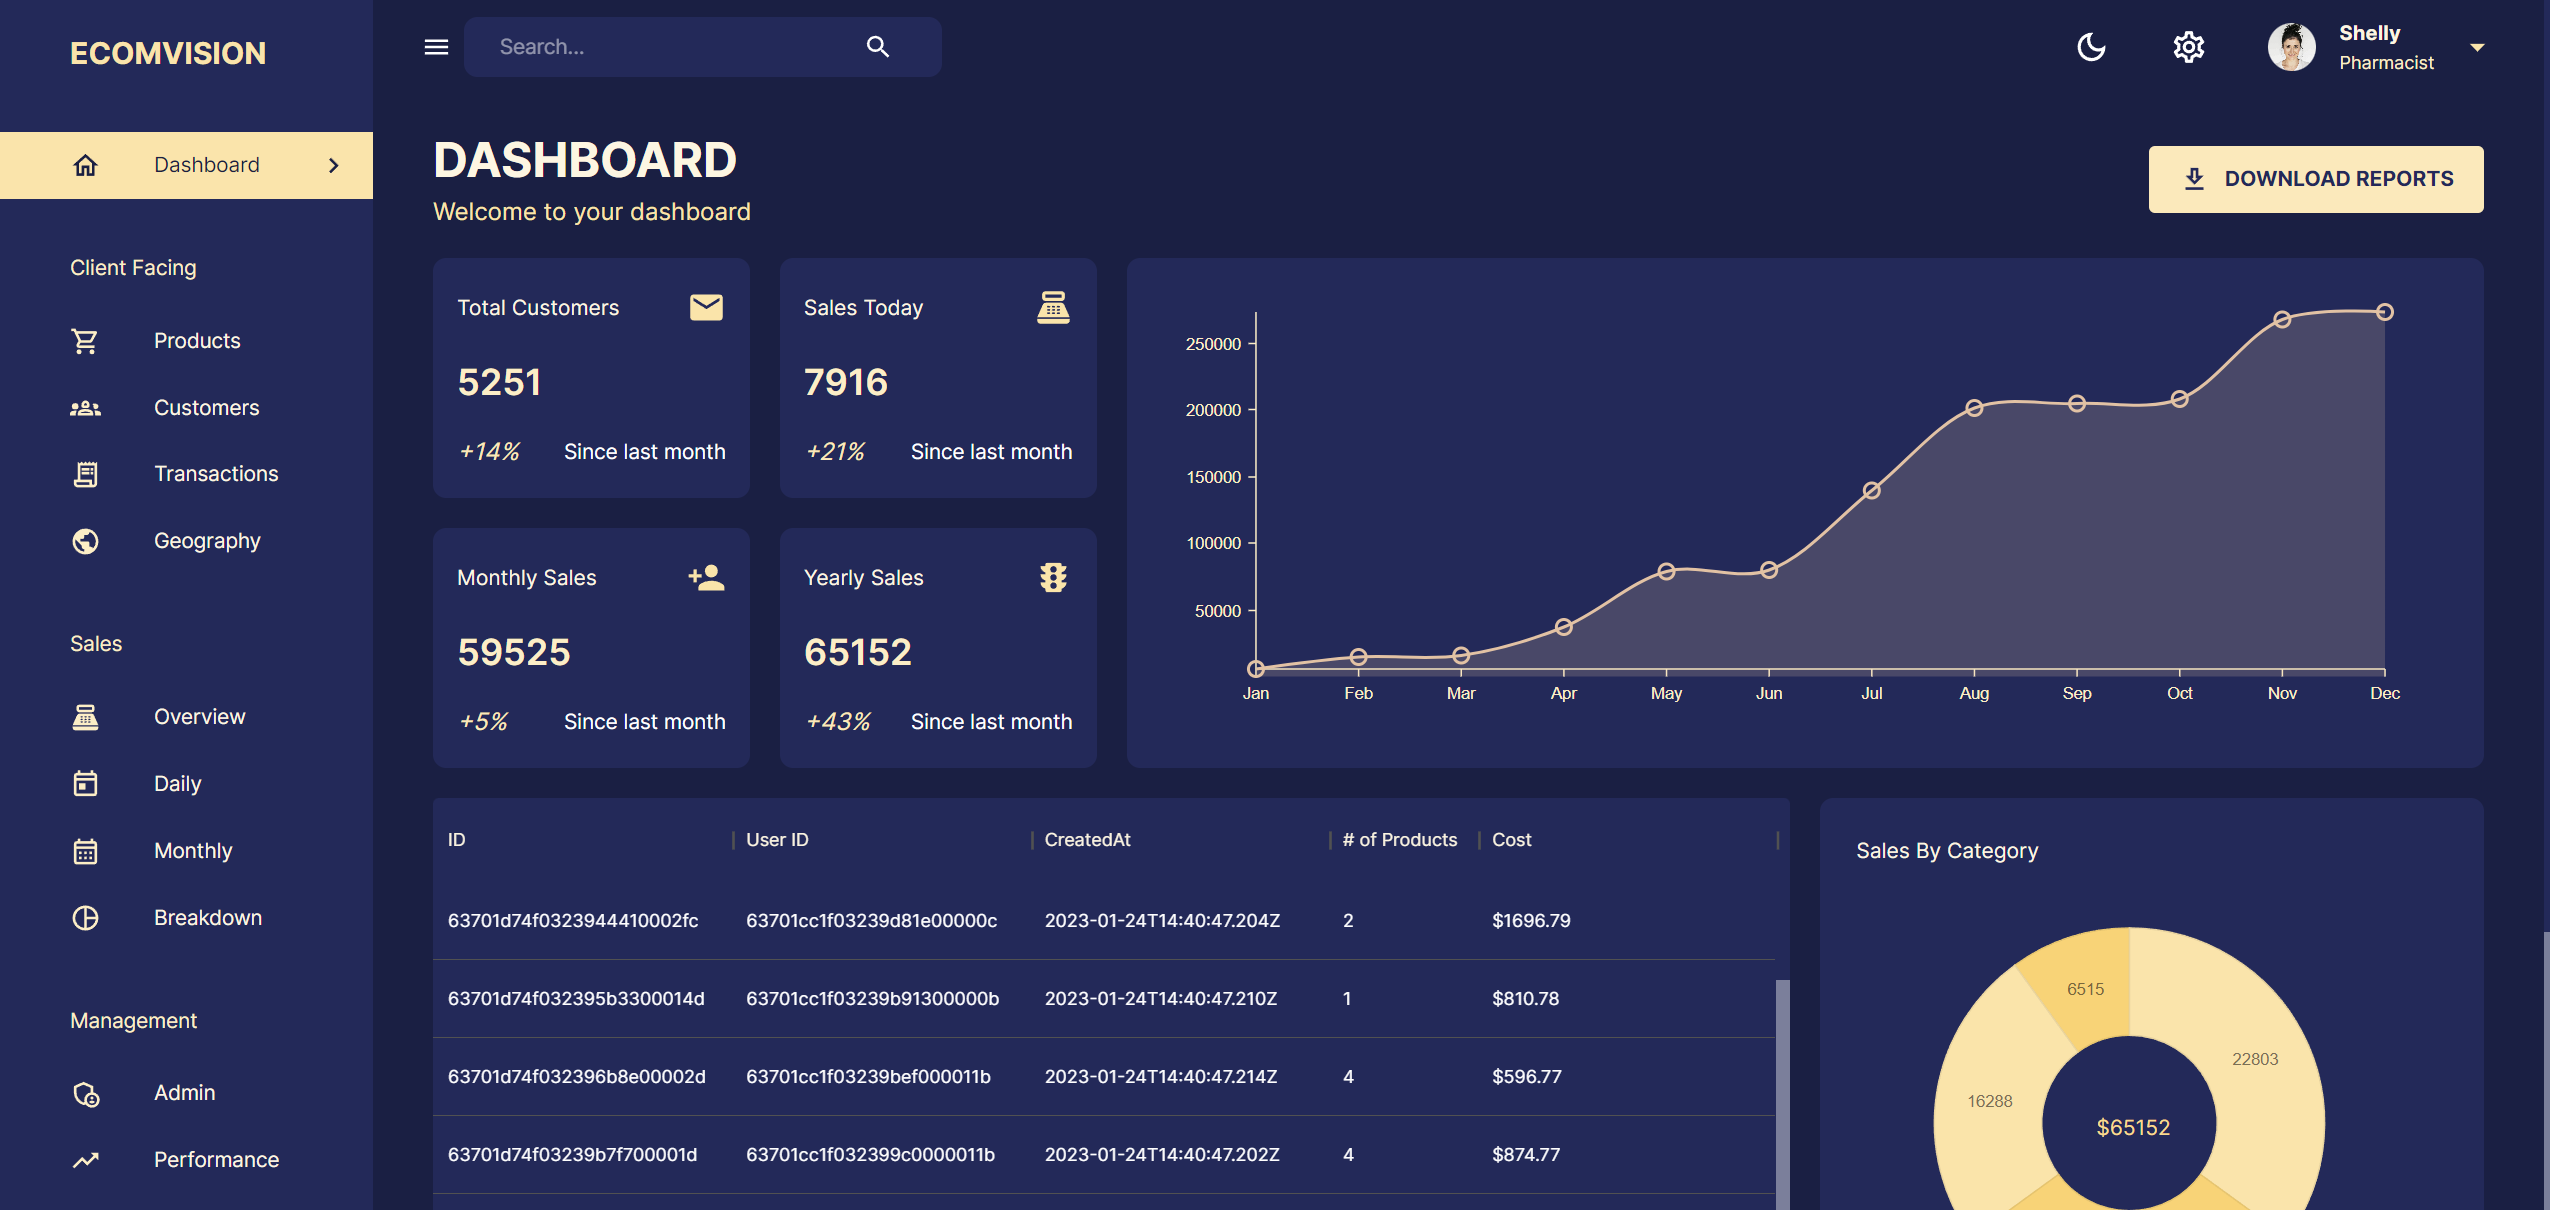 ECOMVISION
Search...
Shelly
Pharmacist
Dashboard
Client Facing
Products
Customers
Transactions
Geography
Sales
Overview
Daily
Monthly
Breakdown
Management
Admin
Performance
DASHBOARD
Welcome to your dashboard
DOWNLOAD REPORTS
Total Customers
5251
+14% Since last month
Sales Today
7916
+21% Since last month
Monthly Sales
59525
+5% Since last month
Yearly Sales
65152
+43% Since last month
250000
200000
150000
100000
50000
Jan Feb Mar Apr May Jun Jul Aug Sep Oct Nov Dec
ID User ID CreatedAt # of Products Cost
63701d74f0323944410002fc 63701cc1f03239d81e00000c 2023-01-24T14:40:47.204Z 2 $1696.79
63701d74f032395b3300014d 63701cc1f03239b91300000b 2023-01-24T14:40:47.210Z 1 $810.78
63701d74f032396b8e00002d 63701cc1f03239bef000011b 2023-01-24T14:40:47.214Z 4 $596.77
63701d74f03239b7f700001d 63701cc1f032399c0000011b 2023-01-24T14:40:47.202Z 4 $874.77
Sales By Category
6515
22803
16288
$65152